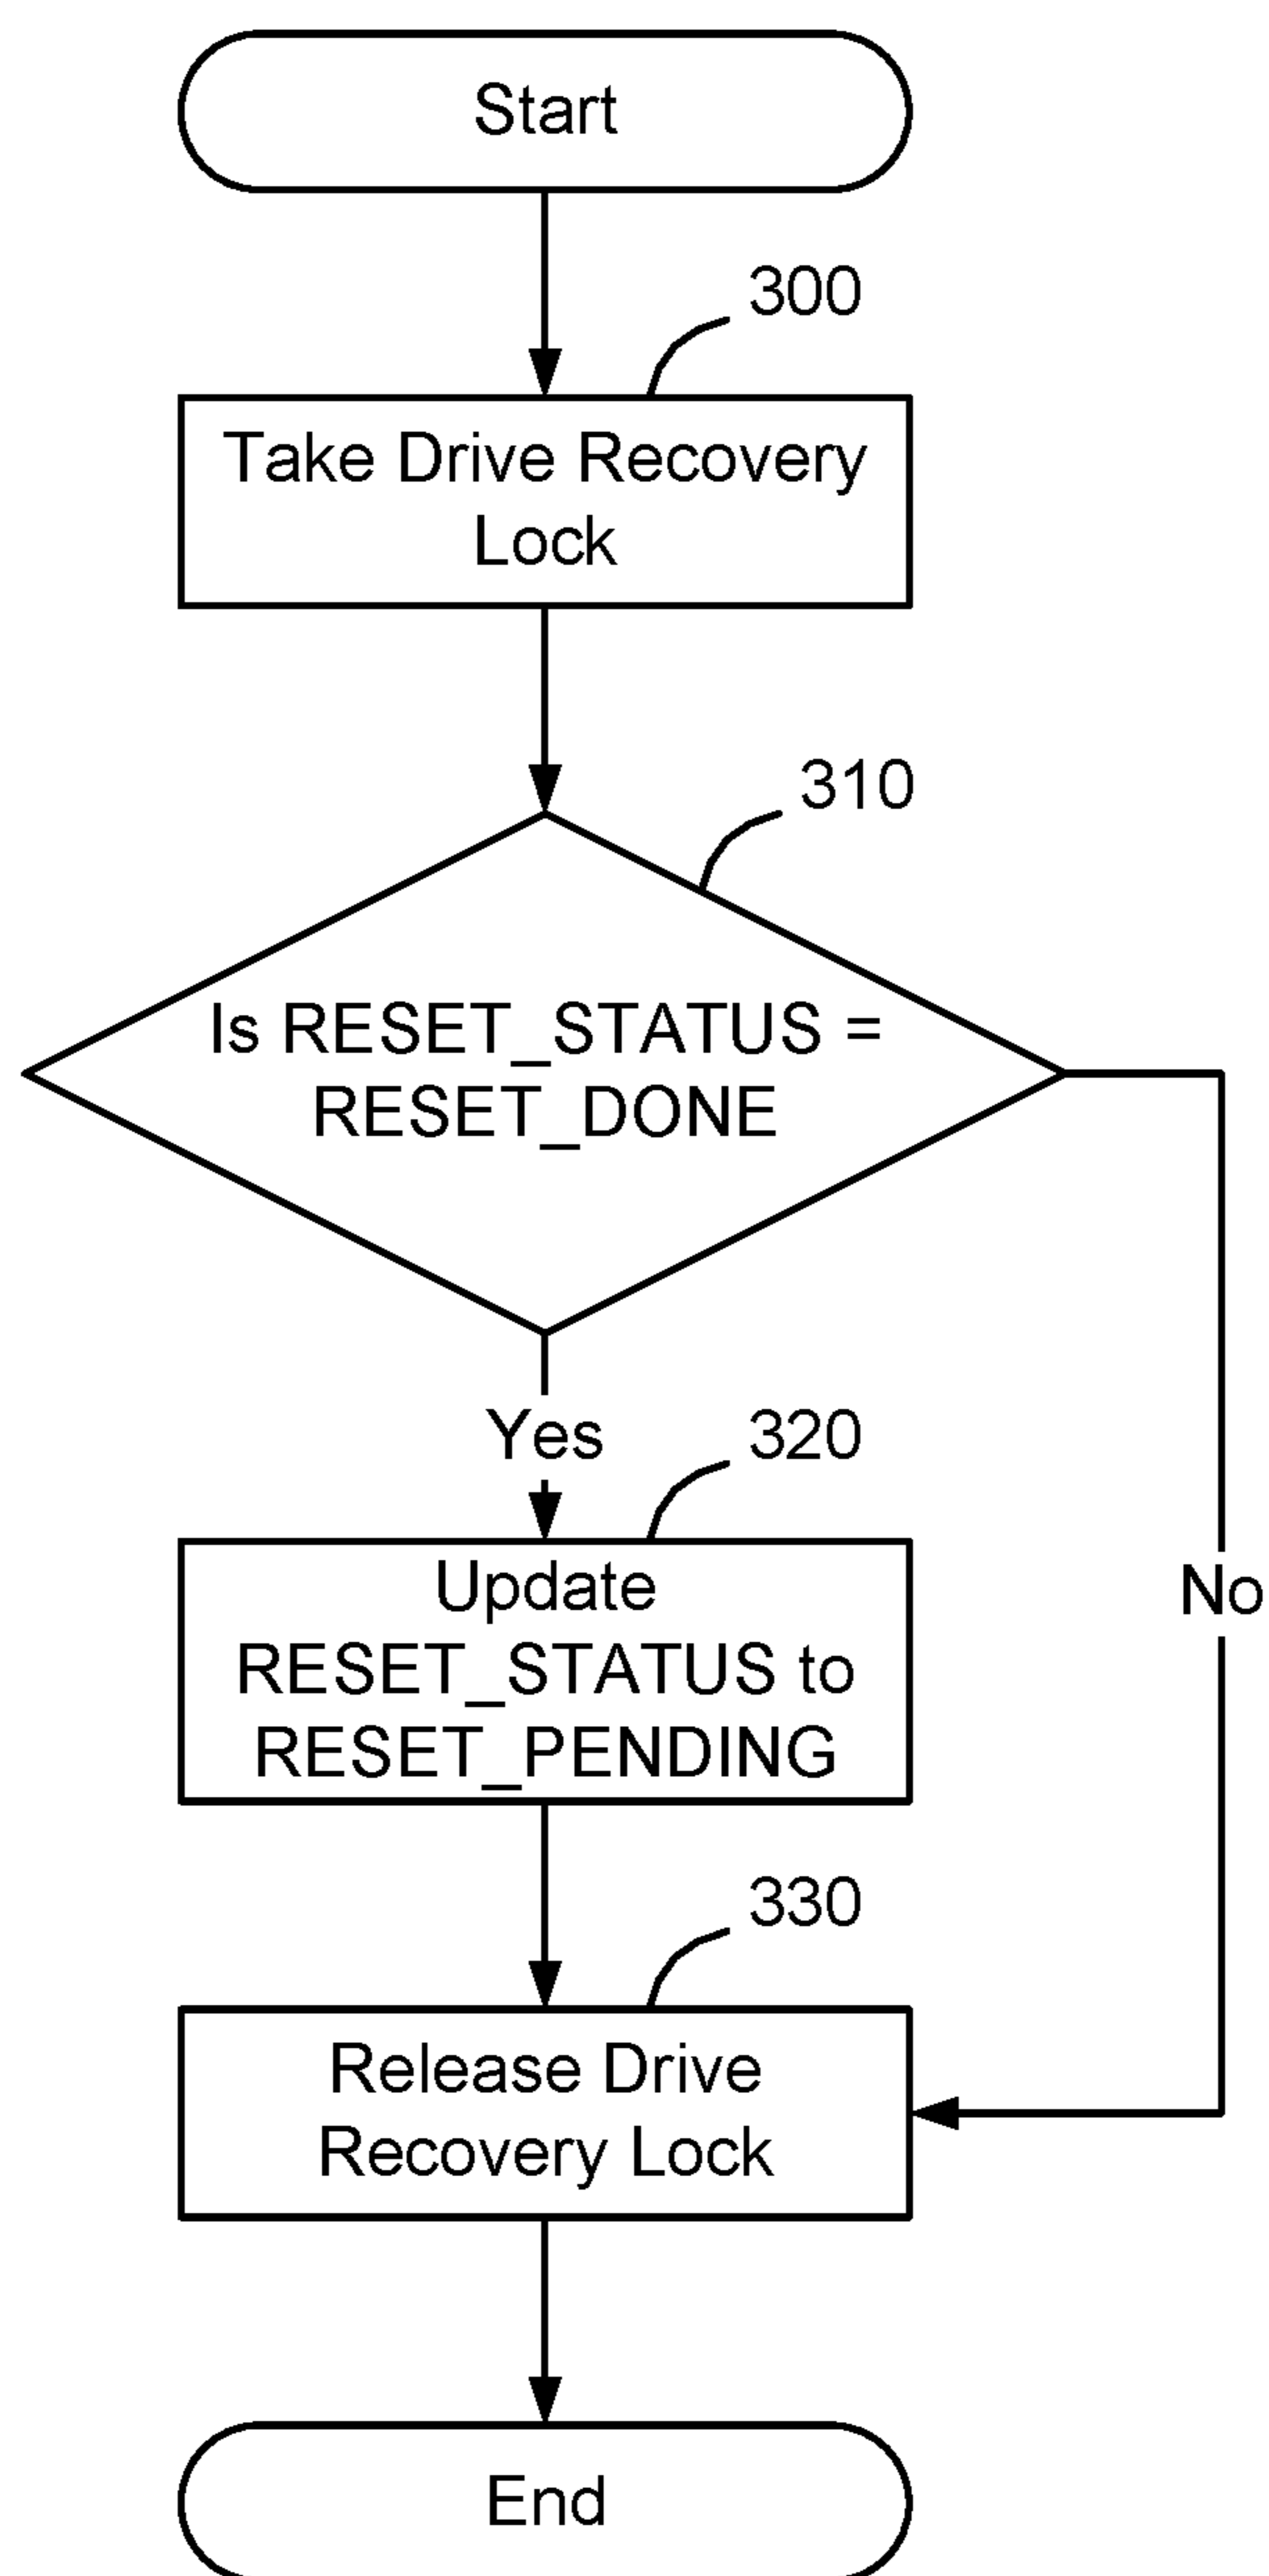 Start
300
Take Drive Recovery
Lock
310
Is RESET_STATUS =
RESET_DONE
Yes
320
Update
RESET_STATUS to
RESET_PENDING
No
330
Release Drive
Recovery Lock
End